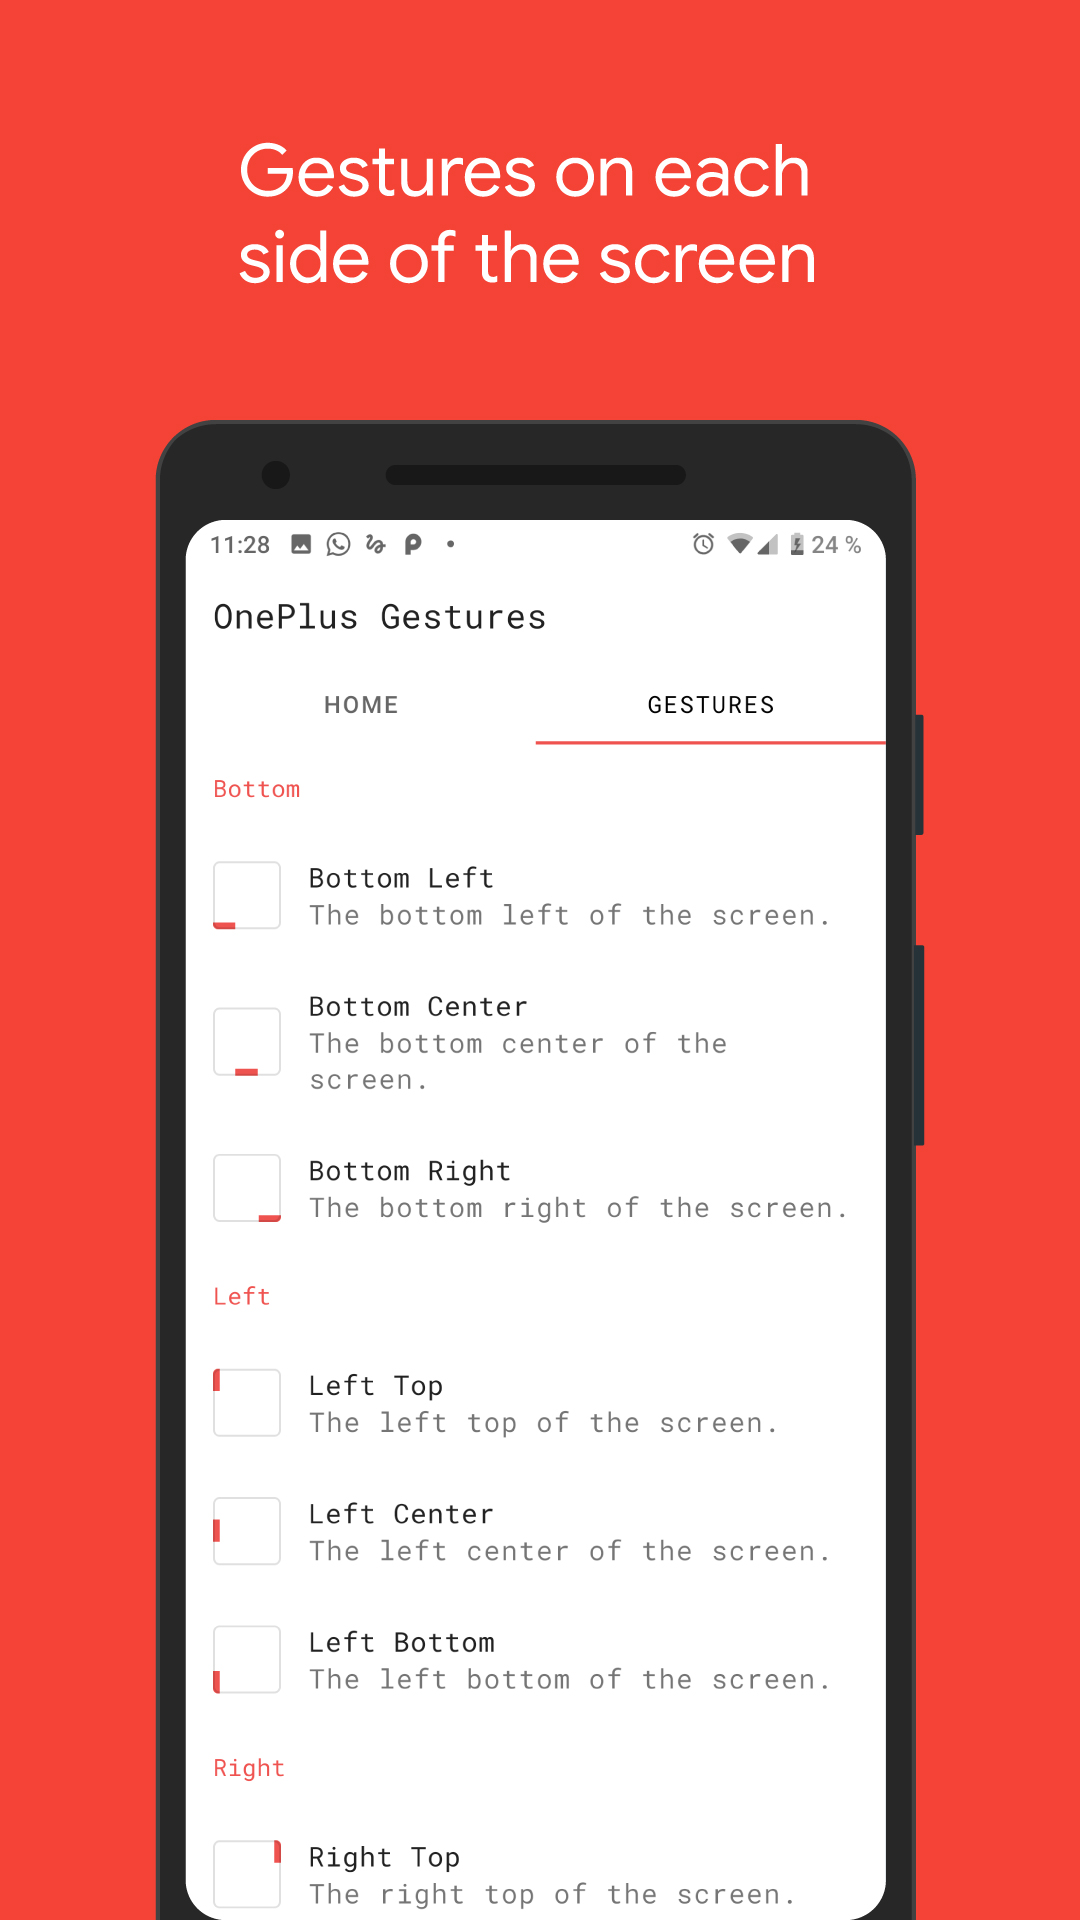 Gestures on each
side of the screen
11:28
24 %
OnePlus Gestures
HOME
GESTURES
Bottom
Bottom Left
The bottom left of the screen.
Bottom Center
The bottom center of the
screen.
Bottom Right
The bottom right of the screen.
Left
Left Top
The left top of the screen.
Left Center
The left center of the screen.
Left Bottom
The left bottom of the screen.
Right
Right Top
The right top of the screen.